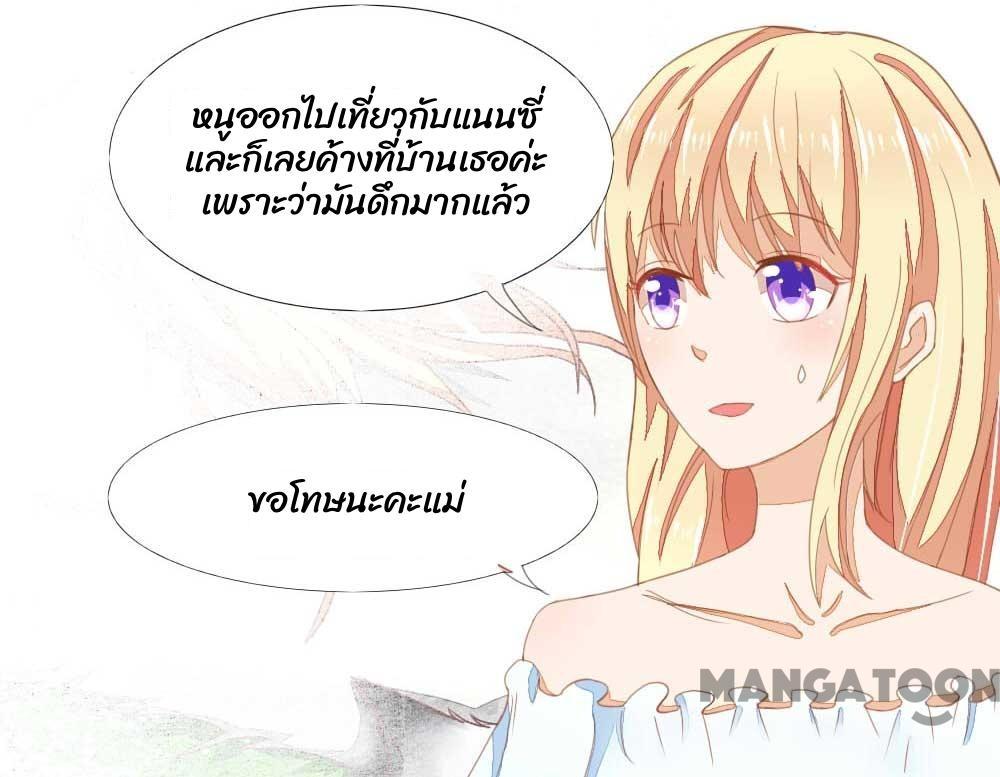 หนูออกไปเที่ยวกับแนนซี่
และก็เลยค้างที่บ้านเธอค่ะ
เพราะว่ามันดึกมากแล้ว
ขอโทษนะคะแม่
MANGATOON